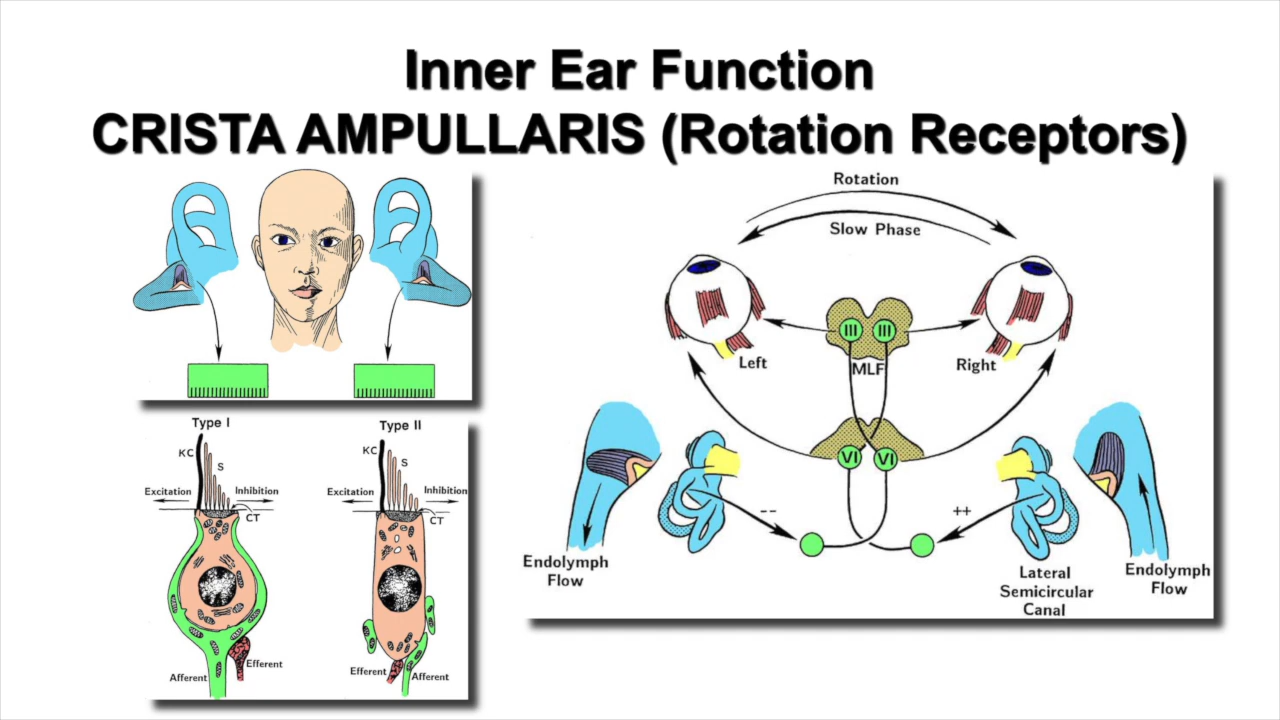 Inner Ear Function
CRISTA AMPULLARIS (Rotation Receptors)
Type I
KC
S
Excitation
Inhibition
CT
Efferent
Afferent
Type II
KC
S
Excitation
Inhibition
CT
Efferent
Afferent
Rotation
Slow Phase
Left
III
III
MLF
Right
VI
VI
--
++
Endolymph
Flow
Lateral
Semicircular
Canal
Endolymph
Flow